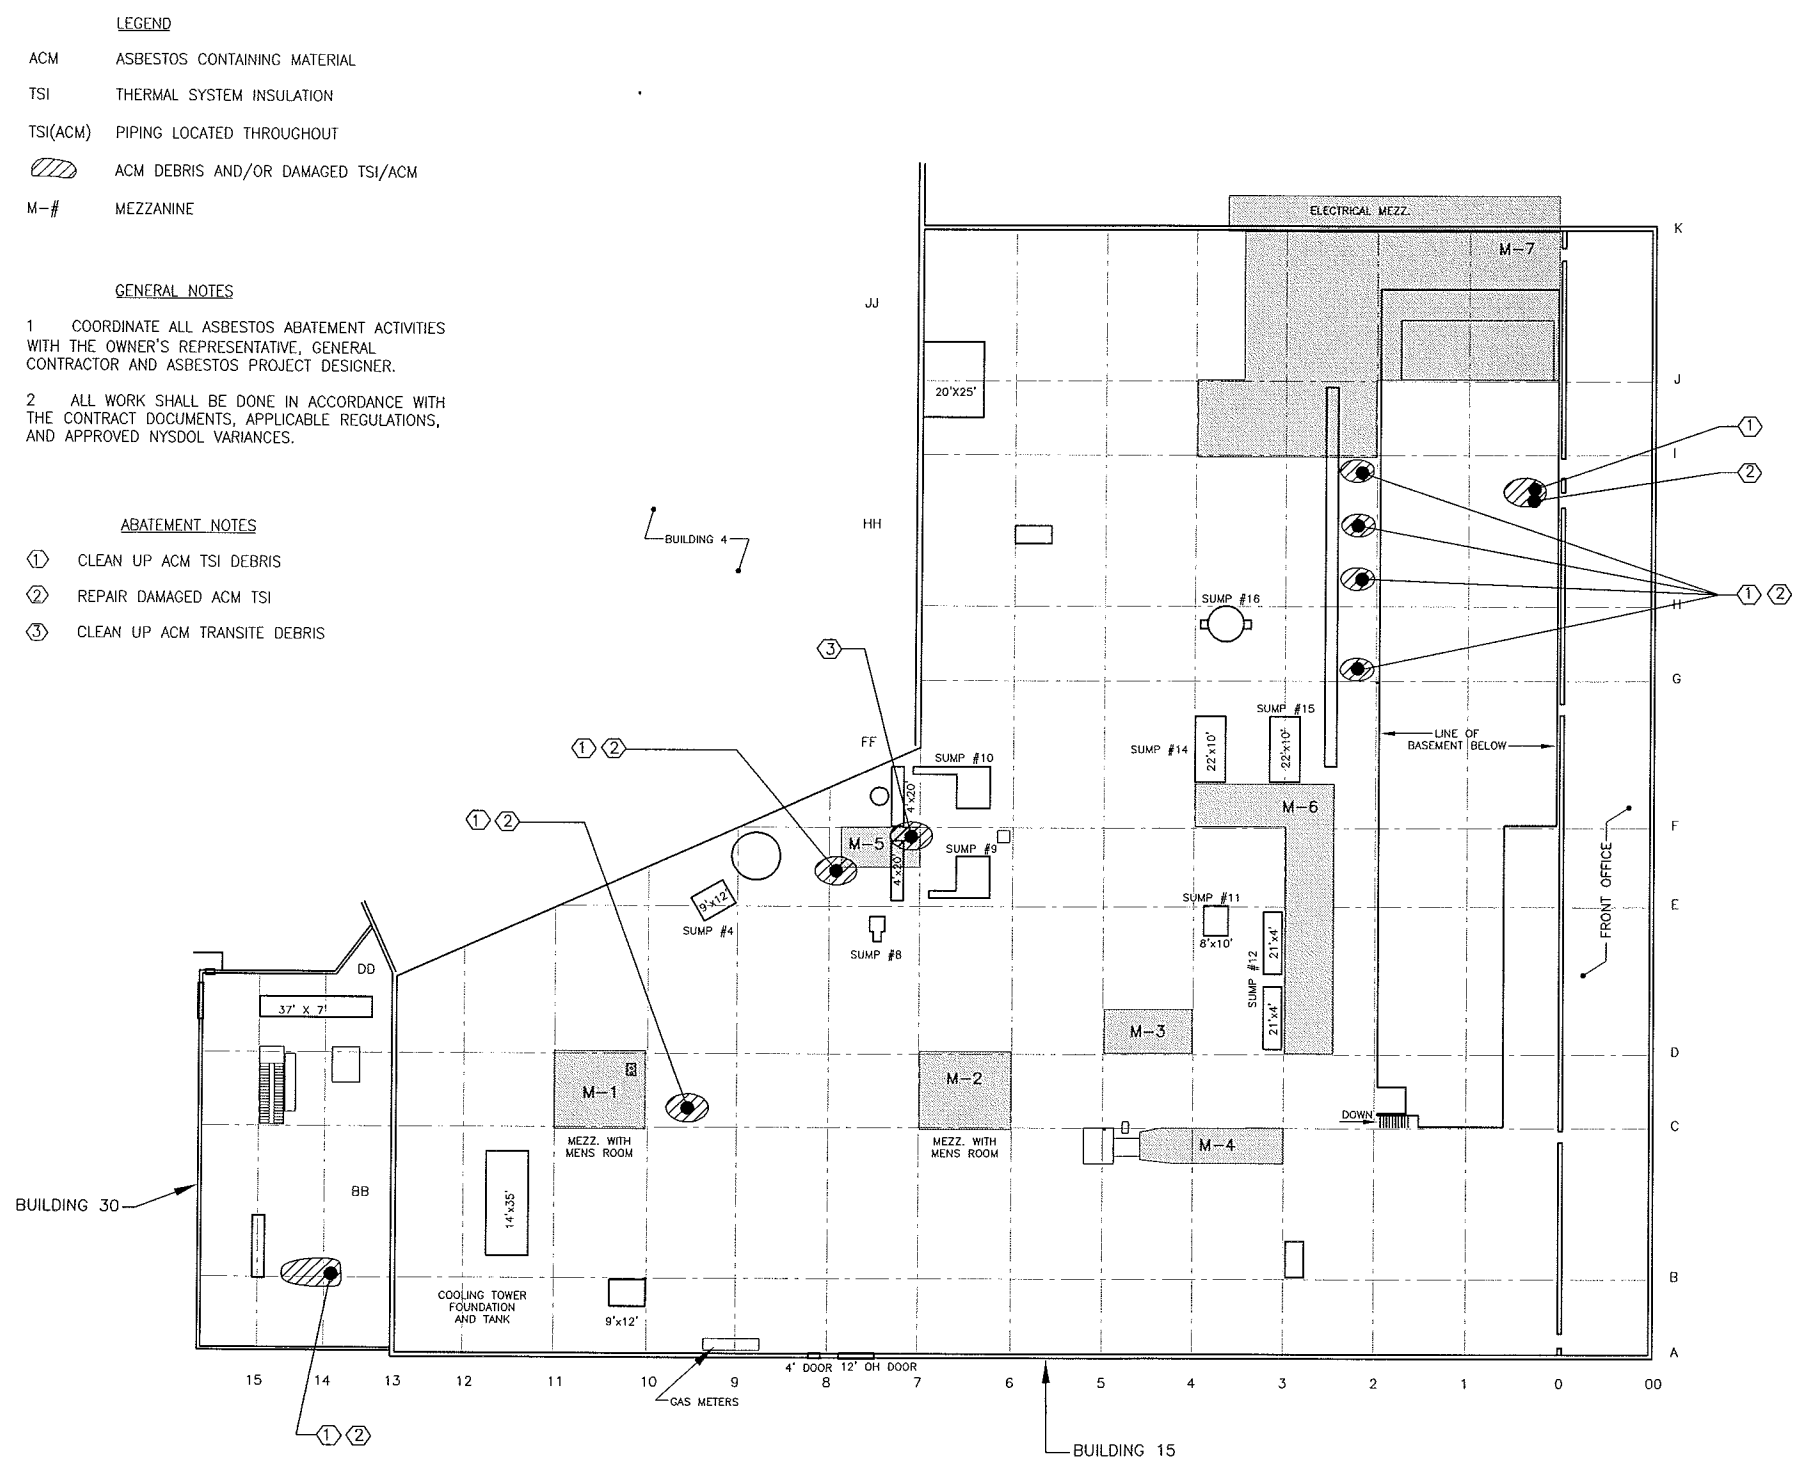 LEGEND
ACM ASBESTOS CONTAINING MATERIAL
TSI THERMAL SYSTEM INSULATION
TSI(ACM) PIPING LOCATED THROUGHOUT
ACM DEBRIS AND/OR DAMAGED TSI/ACM
M-# MEZZANINE
GENERAL NOTES
1 COORDINATE ALL ASBESTOS ABATEMENT ACTIVITIES
WITH THE OWNER'S REPRESENTATIVE, GENERAL
CONTRACTOR AND ASBESTOS PROJECT DESIGNER.
2 ALL WORK SHALL BE DONE IN ACCORDANCE WITH
THE CONTRACT DOCUMENTS, APPLICABLE REGULATIONS,
AND APPROVED NYSDOL VARIANCES.
ABATEMENT NOTES
1 CLEAN UP ACM TSI DEBRIS
2 REPAIR DAMAGED ACM TSI
3 CLEAN UP ACM TRANSITE DEBRIS
ELECTRICAL MEZZ.
K
M-7
JJ
J
20'X25'
1
I
2
HH
BUILDING 4
SUMP #16
H
1 2
3
G
SUMP #15
FF
LINE OF
BASEMENT BELOW
1 2
SUMP #14
22'x10'
22'x10'
SUMP #10
4'x20'
M-6
1 2
F
M-5
SUMP #9
4'x20'
FRONT OFFICE
9'x12'
SUMP #11
E
SUMP #4
8'x10'
SUMP #8
21'x4'
SUMP #12
DD
37' X 7'
21'x4'
M-3
D
M-1
M-2
DOWN
C
MEZZ. WITH
MENS ROOM
MEZZ. WITH
MENS ROOM
M-4
BB
BUILDING 30
14'x35'
B
COOLING TOWER
FOUNDATION
AND TANK
9'x12'
A
4' DOOR 12' OH DOOR
15 14 13 12 11 10 9 8 7 6 5 4 3 2 1 0 00
GAS METERS
1 2
BUILDING 15